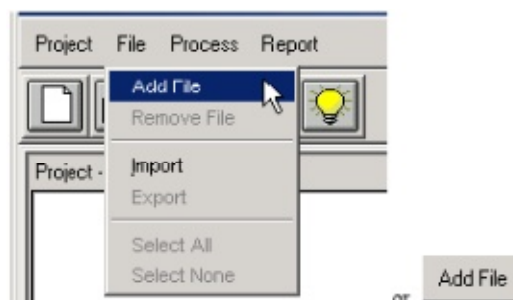 Project File Process Report
Add File
Remove File
Project -
Import
Export
Select All
Select None
or Add File